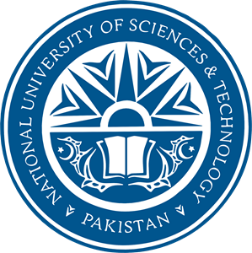 NATIONAL UNIVERSITY OF SCIENCES & TECHNOLOGY
PAKISTAN